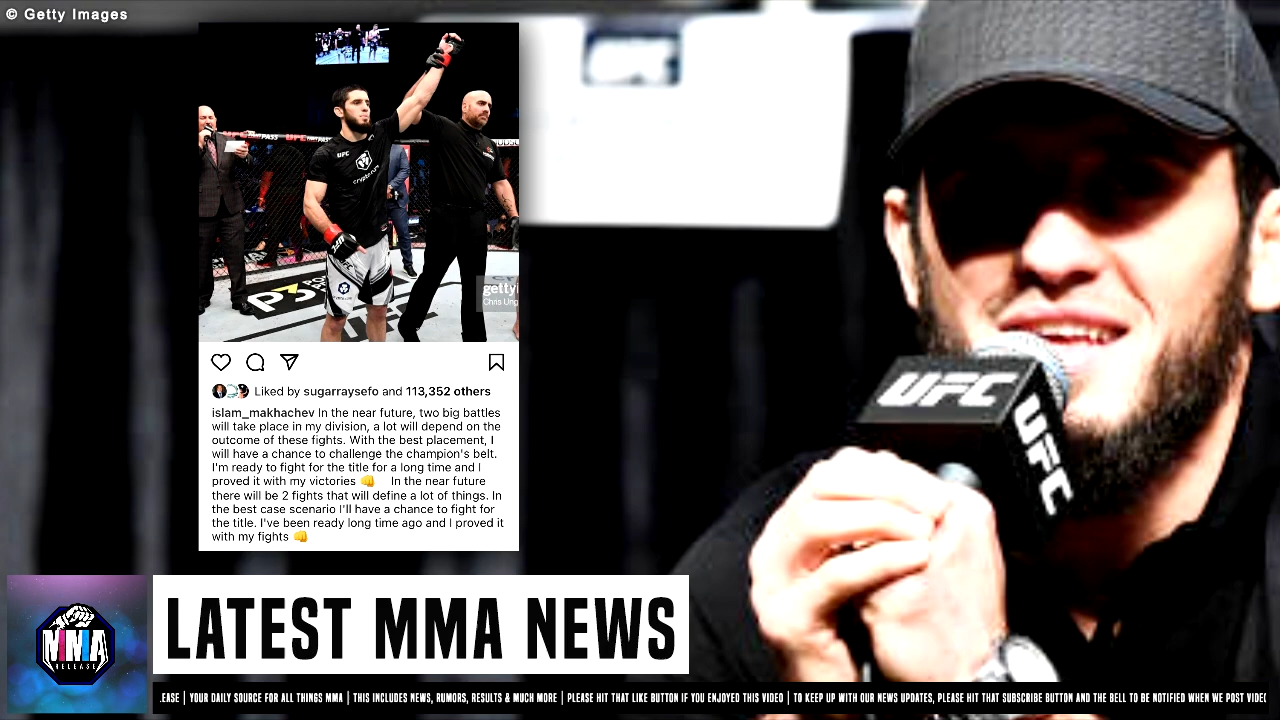 © Getty Images
UFC
gettyi
Chris Ung
Liked by sugarraysefo and 113,352 others
islam_makhachev In the near future, two big battles
will take place in my division, a lot will depend on the
outcome of these fights. With the best placement, I
will have a chance to challenge the champion's belt.
I'm ready to fight for the title for a long time and I
proved it with my victories 👊 In the near future
there will be 2 fights that will define a lot of things. In
the best case scenario I'll have a chance to fight for
the title. I've been ready long time ago and I proved it
with my fights 👊
UFC
UFC
MMA
RELEASE
LATEST MMA NEWS
.EASE | YOUR DAILY SOURCE FOR ALL THINGS MMA | THIS INCLUDES NEWS, RUMORS, RESULTS & MUCH MORE | PLEASE HIT THAT LIKE BUTTON IF YOU ENJOYED THIS VIDEO | TO KEEP UP WITH OUR NEWS UPDATES, PLEASE HIT THAT SUBSCRIBE BUTTON AND THE BELL TO BE NOTIFIED WHEN WE POST VIDEO